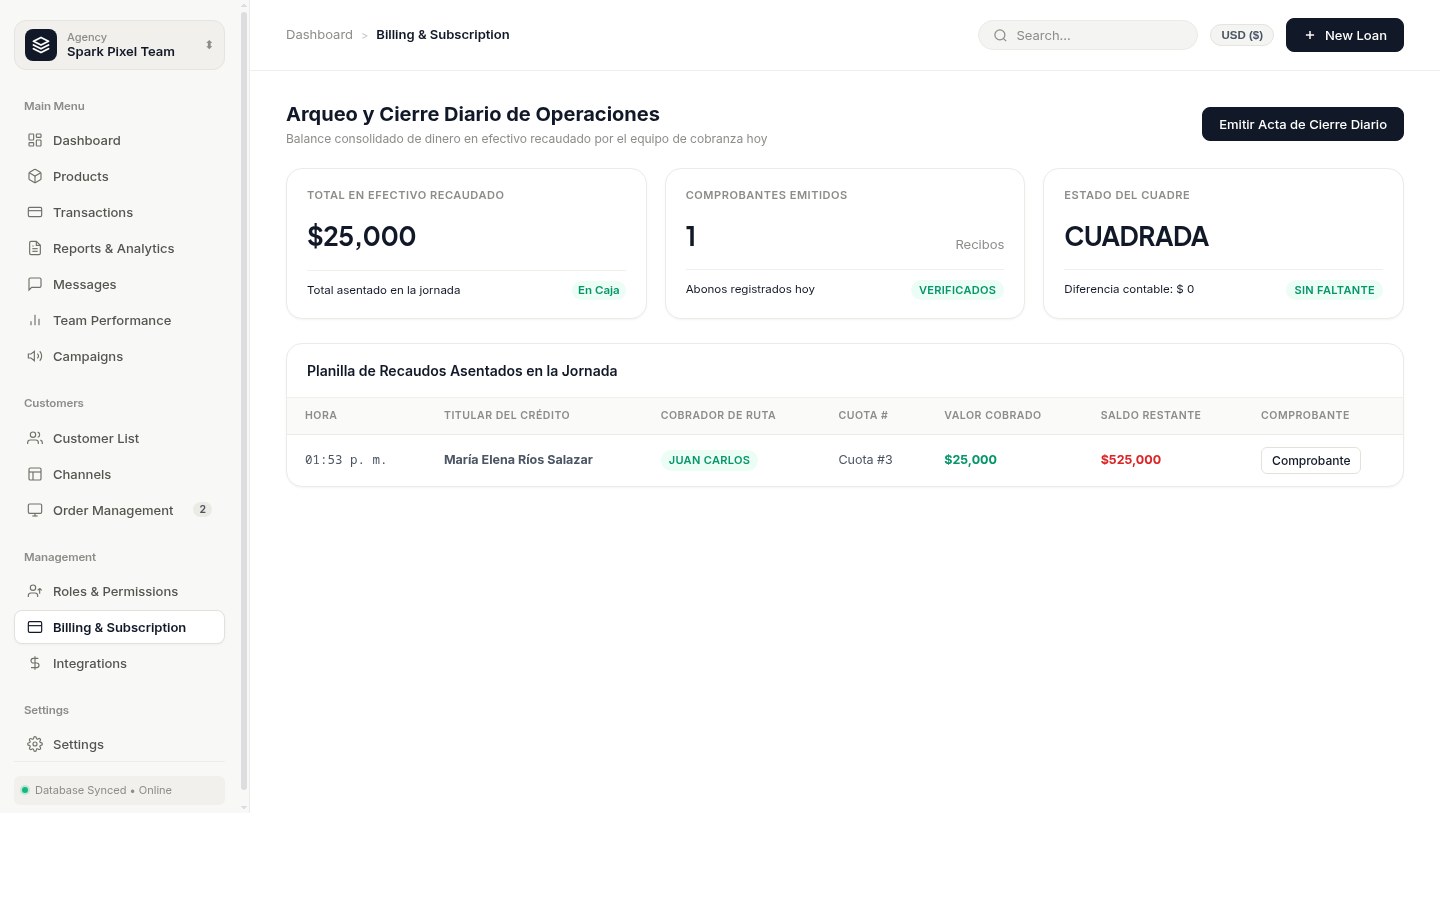 Agency
Spark Pixel Team
Main Menu
Dashboard
Products
Transactions
Reports & Analytics
Messages
Team Performance
Campaigns
Customers
Customer List
Channels
Order Management 2
Management
Roles & Permissions
Billing & Subscription
Integrations
Settings
Settings
Database Synced • Online
Dashboard > Billing & Subscription
Search...
USD ($)
+ New Loan
Arqueo y Cierre Diario de Operaciones
Balance consolidado de dinero en efectivo recaudado por el equipo de cobranza hoy
Emitir Acta de Cierre Diario
TOTAL EN EFECTIVO RECAUDADO
$25,000
Total asentado en la jornada En Caja
COMPROBANTES EMITIDOS
1 Recibos
Abonos registrados hoy VERIFICADOS
ESTADO DEL CUADRE
CUADRADA
Diferencia contable: $ 0 SIN FALTANTE
Planilla de Recaudos Asentados en la Jornada
HORA TITULAR DEL CRÉDITO COBRADOR DE RUTA CUOTA # VALOR COBRADO SALDO RESTANTE COMPROBANTE
01:53 p. m. María Elena Ríos Salazar JUAN CARLOS Cuota #3 $25,000 $525,000 Comprobante